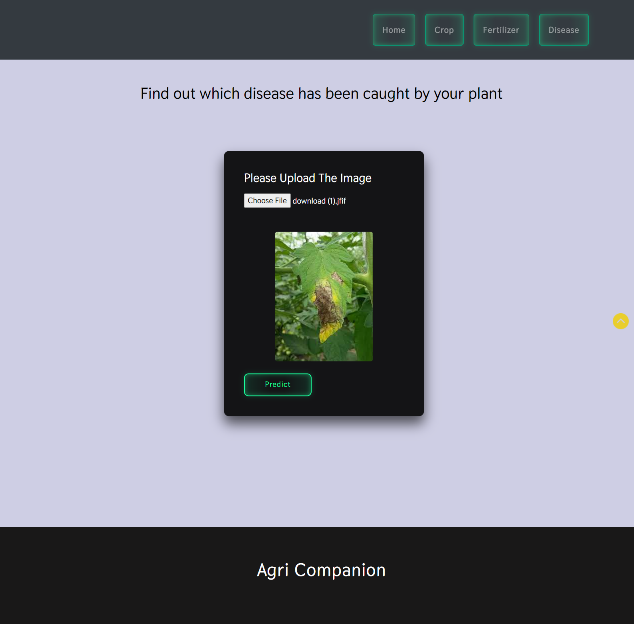 Home Crop Fertilizer Disease
Find out which disease has been caught by your plant
Please Upload The Image
Choose File download (1).jfif
Predict
Agri Companion